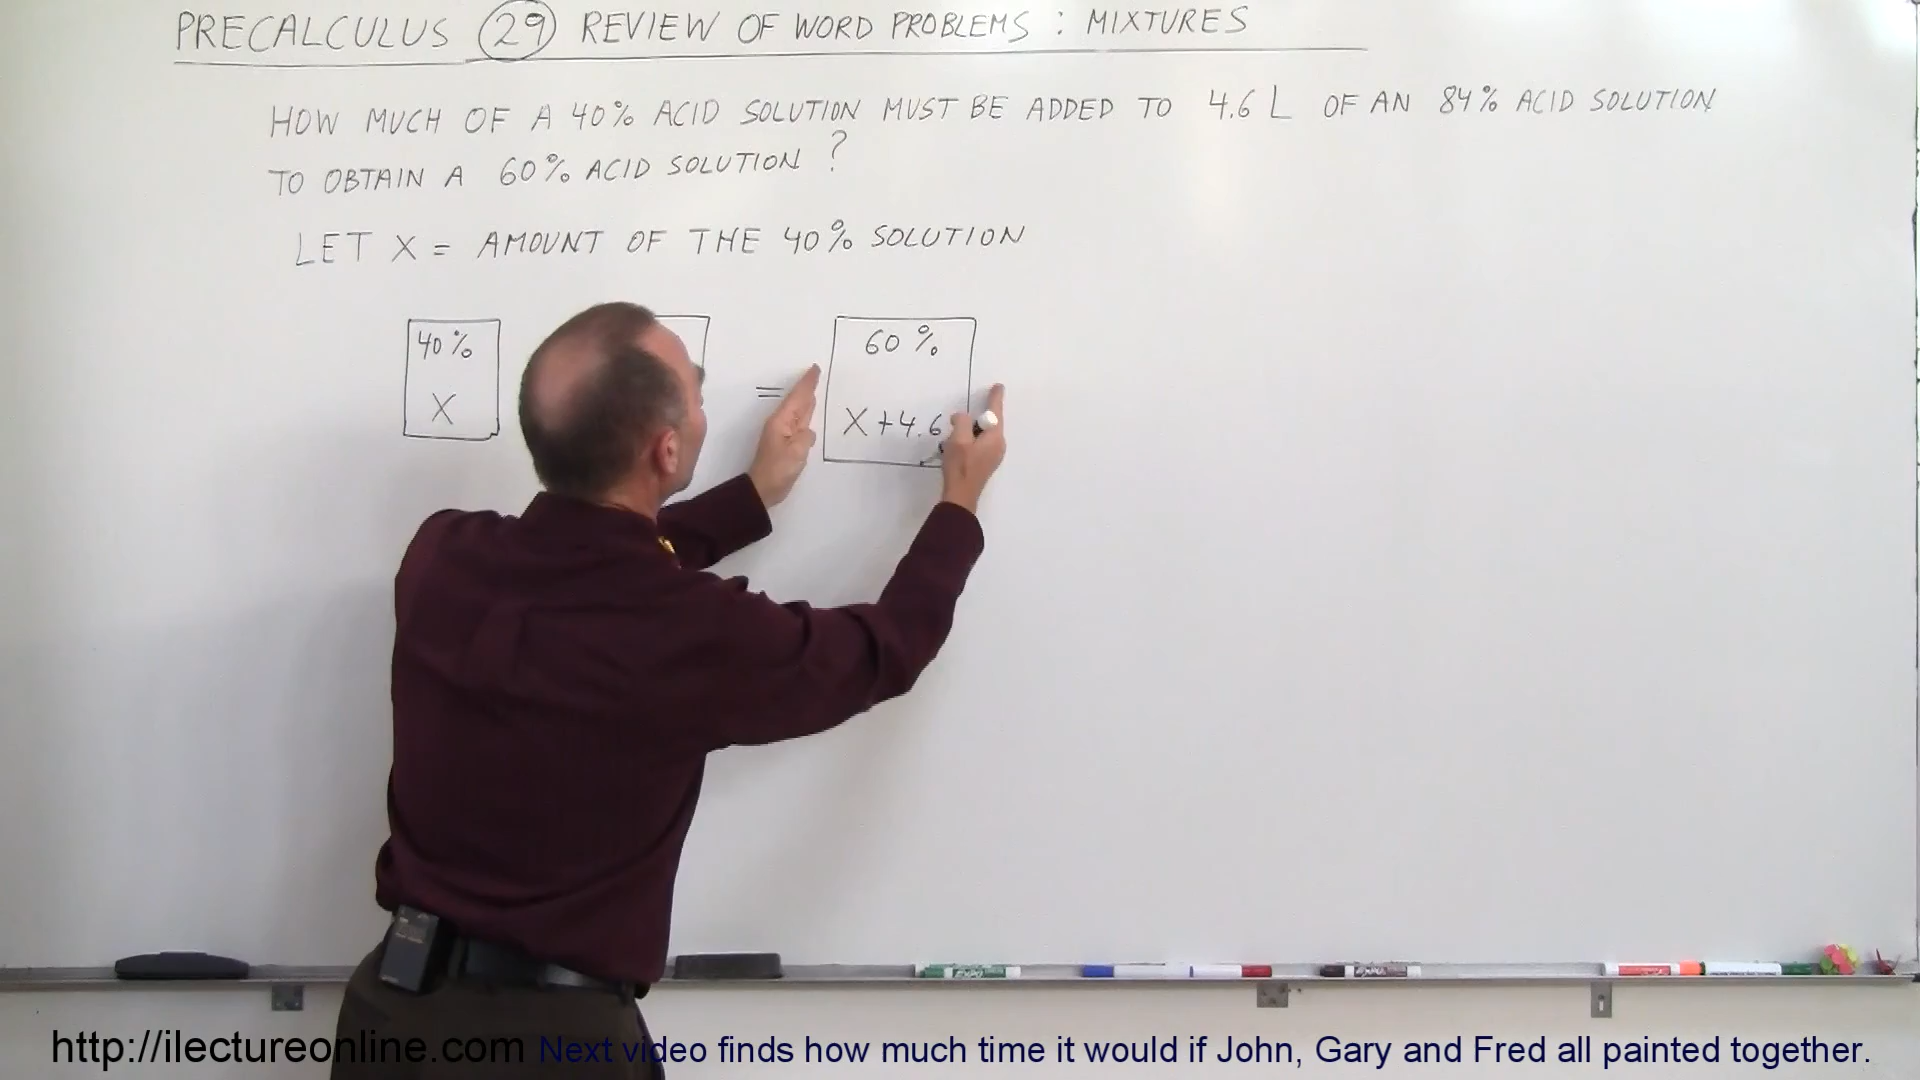 PRECALCULUS 29 REVIEW OF WORD PROBLEMS : MIXTURES
HOW MUCH OF A 40% ACID SOLUTION MUST BE ADDED TO 4.6 L OF AN 84% ACID SOLUTION
TO OBTAIN A 60% ACID SOLUTION ?
LET X = AMOUNT OF THE 40% SOLUTION
40% 60%
=
X X+4.6
http://ilectureonline.com Next video finds how much time it would if John, Gary and Fred all painted together.